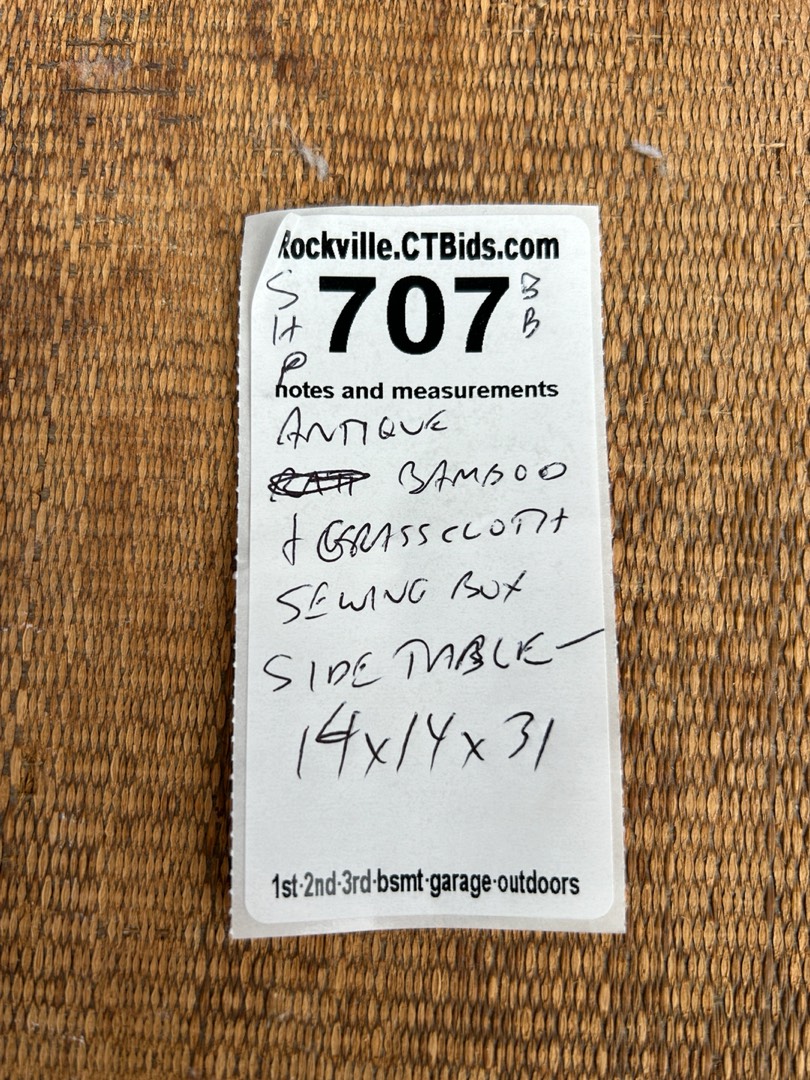 Rockville.CTBids.com
S H P 707 B B
notes and measurements
ANTIQUE
BAMBOO
+ GRASSCLOTH
SEWING BOX
SIDE TABLE –
14x14x31
1st·2nd·3rd·bsmt·garage·outdoors